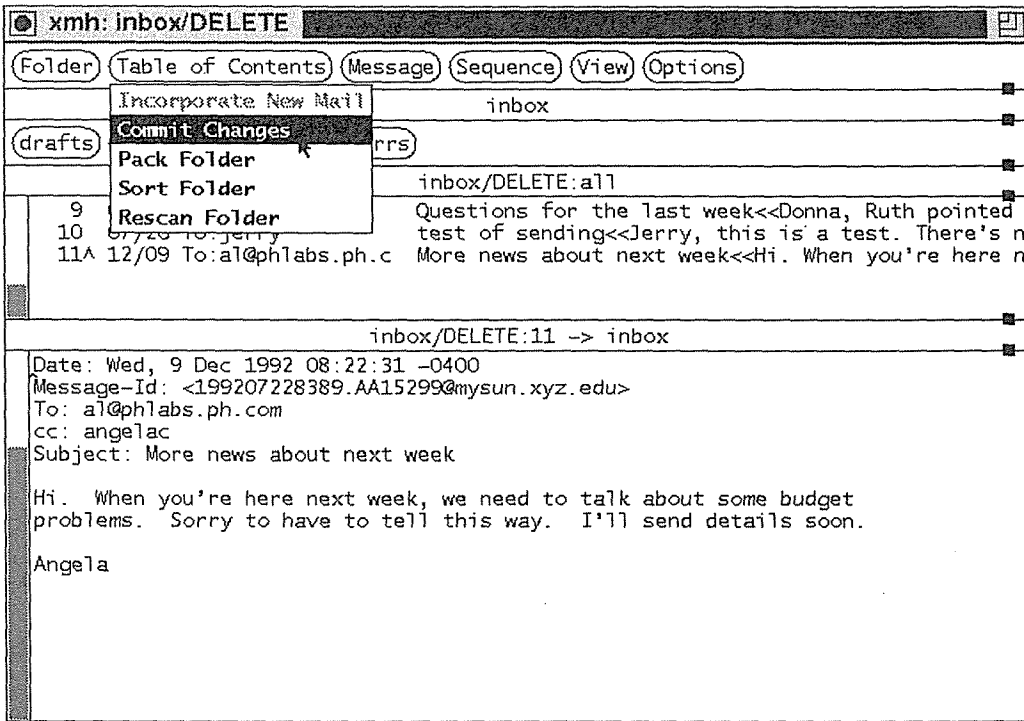 xmh: inbox/DELETE
Folder Table of Contents Message Sequence View Options
Incorporate New Mail
inbox
Commit Changes
drafts rrs
Pack Folder
Sort Folder
inbox/DELETE:all
Rescan Folder
9 Questions for the last week<<Donna, Ruth pointed
10 To:jerry test of sending<<Jerry, this is a test. There's n
11^ 12/09 To:al@phlabs.ph.c More news about next week<<Hi. When you're here n
inbox/DELETE:11 -> inbox
Date: Wed, 9 Dec 1992 08:22:31 -0400
Message-Id: <199207228389.AA15299@mysun.xyz.edu>
To: al@phlabs.ph.com
cc: angelac
Subject: More news about next week
Hi. When you're here next week, we need to talk about some budget
problems. Sorry to have to tell this way. I'll send details soon.
Angela